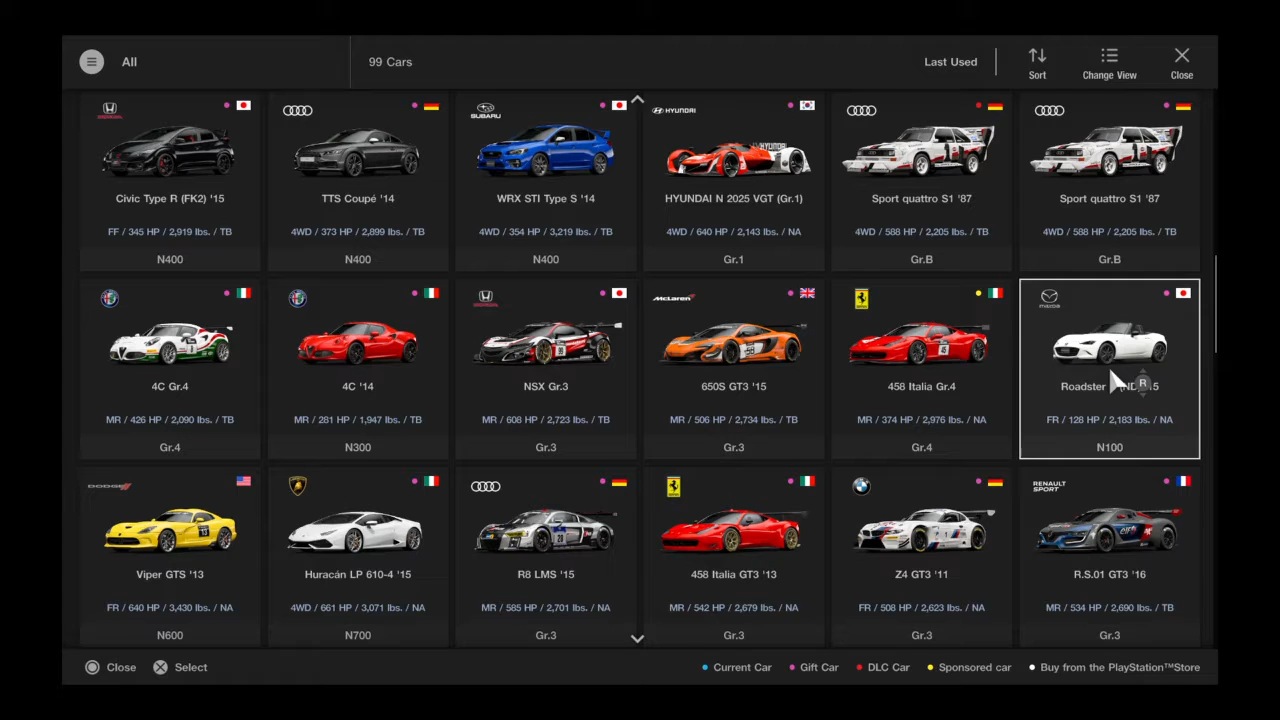 All
99 Cars
Last Used
Sort
Change View
Close
HONDA
SUBARU
HYUNDAI
Civic Type R (FK2) '15
TTS Coupé '14
WRX STI Type S '14
HYUNDAI N 2025 VGT (Gr.1)
Sport quattro S1 '87
Sport quattro S1 '87
FF / 345 HP / 2,919 lbs. / TB
4WD / 373 HP / 2,899 lbs. / TB
4WD / 354 HP / 3,219 lbs. / TB
4WD / 640 HP / 2,143 lbs. / NA
4WD / 588 HP / 2,205 lbs. / TB
4WD / 588 HP / 2,205 lbs. / TB
N400
N400
N400
Gr.1
Gr.B
Gr.B
HONDA
McLaren
mazda
4C Gr.4
4C '14
NSX Gr.3
650S GT3 '15
458 Italia Gr.4
Roadster
R
MR / 426 HP / 2,090 lbs. / TB
MR / 281 HP / 1,947 lbs. / TB
MR / 608 HP / 2,723 lbs. / TB
MR / 506 HP / 2,734 lbs. / TB
MR / 374 HP / 2,976 lbs. / NA
FR / 128 HP / 2,183 lbs. / NA
Gr.4
N300
Gr.3
Gr.3
Gr.4
N100
DODGE
RENAULT
SPORT
Viper GTS '13
Huracán LP 610-4 '15
R8 LMS '15
458 Italia GT3 '13
Z4 GT3 '11
R.S.01 GT3 '16
FR / 640 HP / 3,430 lbs. / NA
4WD / 661 HP / 3,071 lbs. / NA
MR / 585 HP / 2,701 lbs. / NA
MR / 542 HP / 2,679 lbs. / NA
FR / 508 HP / 2,623 lbs. / NA
MR / 534 HP / 2,690 lbs. / TB
N600
N700
Gr.3
Gr.3
Gr.3
Gr.3
Close
Select
Current Car
Gift Car
DLC Car
Sponsored car
Buy from the PlayStation™Store